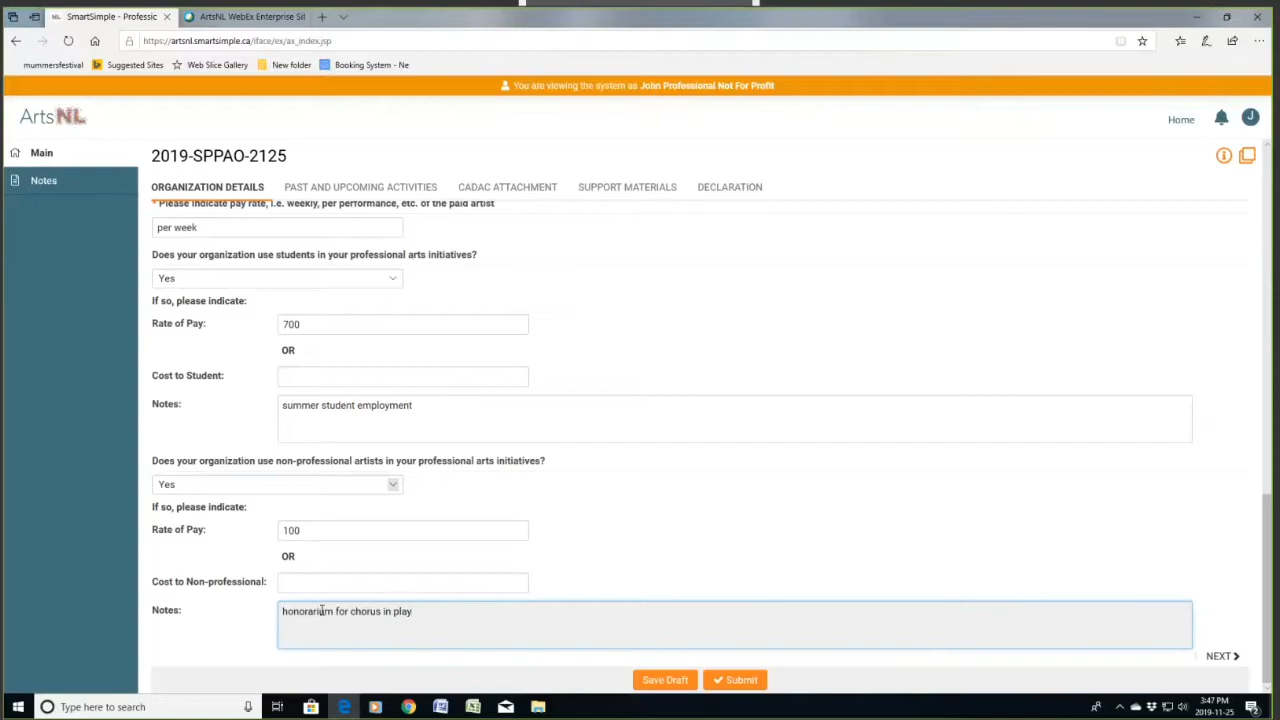 SmartSimple - Professic
ArtsNL WebEx Enterprise Sit
https://artsnl.smartsimple.ca/iface/ex/ax_index.jsp
mummersfestival
Suggested Sites
Web Slice Gallery
New folder
Booking System - Ne
You are viewing the system as John Professional Not For Profit
ArtsNL
Home
J
Main
Notes
2019-SPPAO-2125
ORGANIZATION DETAILS
PAST AND UPCOMING ACTIVITIES
CADAC ATTACHMENT
SUPPORT MATERIALS
DECLARATION
* Please indicate pay rate, i.e. weekly, per performance, etc. of the paid artist
per week
Does your organization use students in your professional arts initiatives?
Yes
If so, please indicate:
Rate of Pay: 700
OR
Cost to Student:
Notes: summer student employment
Does your organization use non-professional artists in your professional arts initiatives?
Yes
If so, please indicate:
Rate of Pay: 100
OR
Cost to Non-professional:
Notes: honorarium for chorus in play
NEXT
Save Draft
Submit
Type here to search
3:47 PM
2019-11-25
2